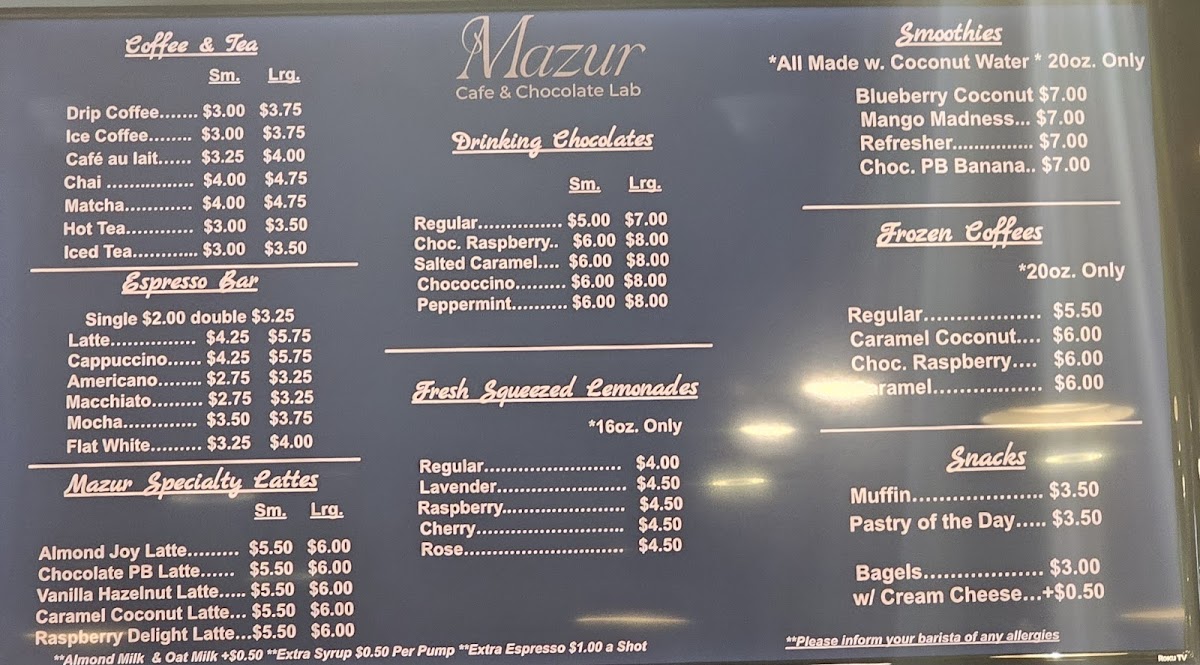 Coffee & Tea
Sm. Lrg.
Drip Coffee....... $3.00 $3.75
Ice Coffee........ $3.00 $3.75
Café au lait...... $3.25 $4.00
Chai ................ $4.00 $4.75
Matcha............ $4.00 $4.75
Hot Tea............ $3.00 $3.50
Iced Tea............ $3.00 $3.50
Espresso Bar
Single $2.00 double $3.25
Latte................ $4.25 $5.75
Cappuccino...... $4.25 $5.75
Americano........ $2.75 $3.25
Macchiato......... $2.75 $3.25
Mocha.............. $3.50 $3.75
Flat White......... $3.25 $4.00
Mazur Specialty Lattes
Sm. Lrg.
Almond Joy Latte......... $5.50 $6.00
Chocolate PB Latte...... $5.50 $6.00
Vanilla Hazelnut Latte..... $5.50 $6.00
Caramel Coconut Latte... $5.50 $6.00
Raspberry Delight Latte...$5.50 $6.00
**Almond Milk & Oat Milk +$0.50 **Extra Syrup $0.50 Per Pump **Extra Espresso $1.00 a Shot
Mazur
Cafe & Chocolate Lab
Drinking Chocolates
Sm. Lrg.
Regular............... $5.00 $7.00
Choc. Raspberry.. $6.00 $8.00
Salted Caramel.... $6.00 $8.00
Chococcino......... $6.00 $8.00
Peppermint.......... $6.00 $8.00
Fresh Squeezed Lemonades
*16oz. Only
Regular......................... $4.00
Lavender....................... $4.50
Raspberry...................... $4.50
Cherry........................... $4.50
Rose............................. $4.50
Smoothies
*All Made w. Coconut Water * 20oz. Only
Blueberry Coconut $7.00
Mango Madness... $7.00
Refresher............... $7.00
Choc. PB Banana.. $7.00
Frozen Coffees
*20oz. Only
Regular................... $5.50
Caramel Coconut.... $6.00
Choc. Raspberry.... $6.00
Caramel.................. $6.00
Snacks
Muffin..................... $3.50
Pastry of the Day..... $3.50
Bagels.................... $3.00
w/ Cream Cheese...+$0.50
**Please inform your barista of any allergies
Roku TV